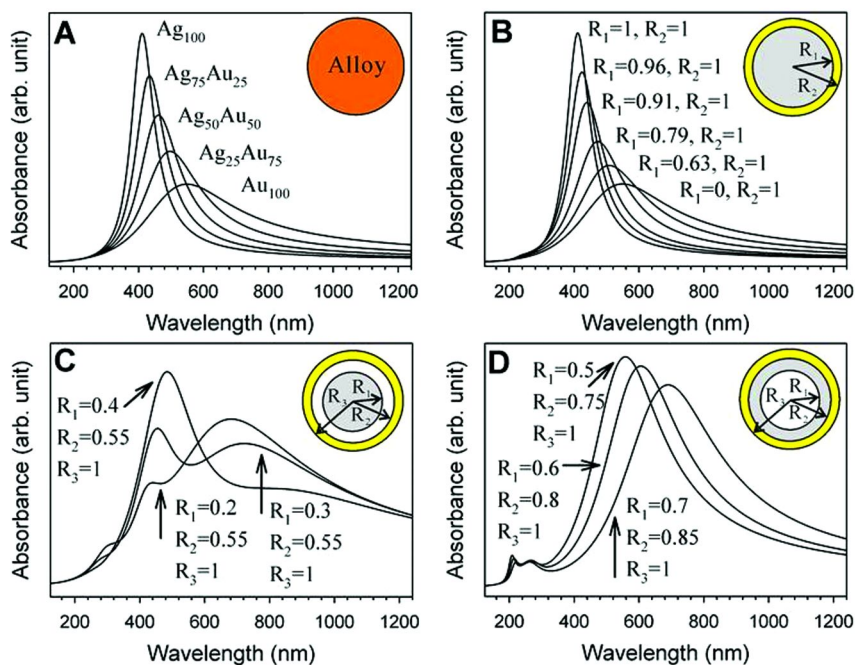 A
Ag100
Ag75Au25
Ag50Au50
Ag25Au75
Au100
Alloy
Absorbance (arb. unit)
200 400 600 800 1000 1200
Wavelength (nm)
B
R1=1, R2=1
R1=0.96, R2=1
R1=0.91, R2=1
R1=0.79, R2=1
R1=0.63, R2=1
R1=0, R2=1
R1
R2
Absorbance (arb. unit)
200 400 600 800 1000 1200
Wavelength (nm)
C
R1=0.4
R2=0.55
R3=1
R1=0.2
R2=0.55
R3=1
R1=0.3
R2=0.55
R3=1
R3
R1
R2
Absorbance (arb. unit)
200 400 600 800 1000 1200
Wavelength (nm)
D
R1=0.5
R2=0.75
R3=1
R1=0.6
R2=0.8
R3=1
R1=0.7
R2=0.85
R3=1
R3
R1
R2
Absorbance (arb. unit)
200 400 600 800 1000 1200
Wavelength (nm)